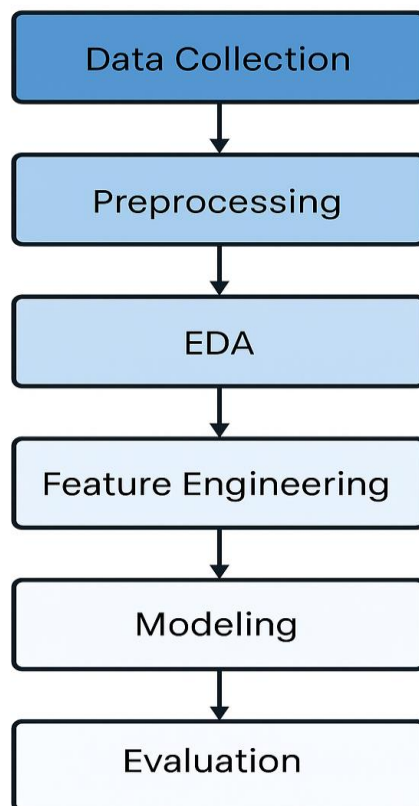 Data Collection
Preprocessing
EDA
Feature Engineering
Modeling
Evaluation